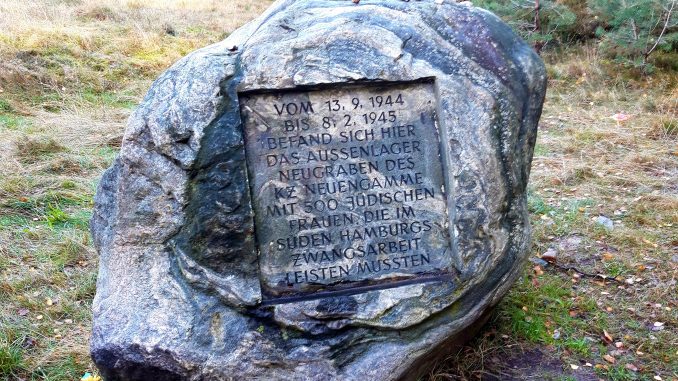 VOM 13. 9. 1944
BIS 8. 2. 1945
BEFAND SICH HIER
DAS AUSSENLAGER
NEUGRABEN DES
KZ NEUENGAMME
MIT 500 JÜDISCHEN
FRAUEN, DIE IM
SÜDEN HAMBURGS
ZWANGSARBEIT
LEISTEN MUSSTEN